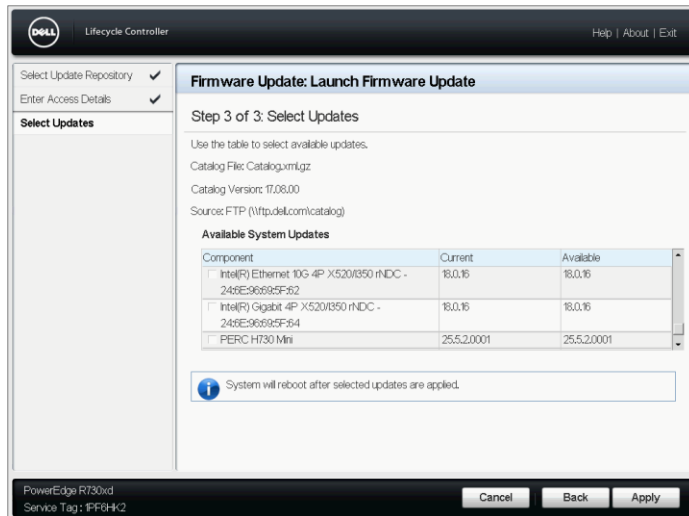 DELL
Lifecycle Controller
Help | About | Exit
Select Update Repository
Enter Access Details
Select Updates
Firmware Update: Launch Firmware Update
Step 3 of 3: Select Updates
Use the table to select available updates.
Catalog File: Catalog.xml.gz
Catalog Version: 17.08.00
Source: FTP (\\ftp.dell.com\catalog)
Available System Updates
Component Current Available
Intel(R) Ethernet 10G 4P X520/I350 rNDC - 18.0.16 18.0.16
24:6E:96:69:5F:62
Intel(R) Gigabit 4P X520/I350 rNDC - 18.0.16 18.0.16
24:6E:96:69:5F:64
PERC H730 Mini 25.5.2.0001 25.5.2.0001
System will reboot after selected updates are applied.
PowerEdge R730xd
Service Tag : 1PF6HK2
Cancel Back Apply